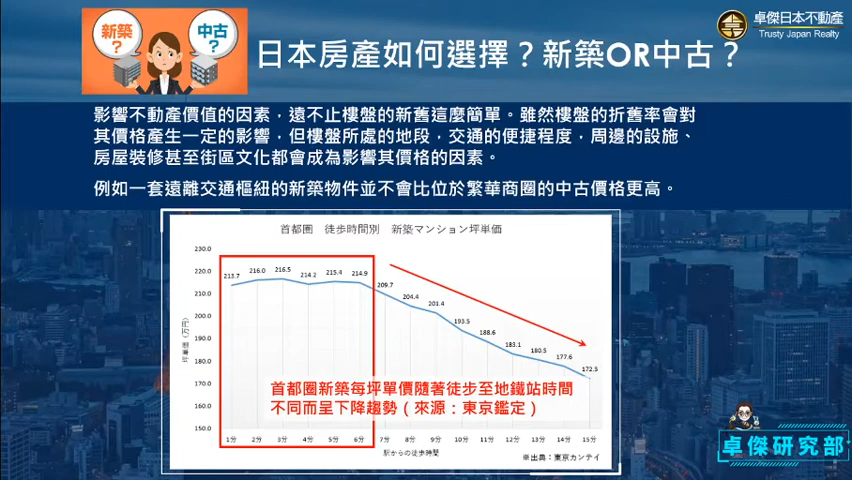 新築
?
中古
?
日本房產如何選擇？新築OR中古？
卓傑日本不動產
Trusty Japan Realty
影響不動產價值的因素，遠不止樓盤的新舊這麼簡單。雖然樓盤的折舊率會對
其價格產生一定的影響，但樓盤所處的地段，交通的便捷程度，周邊的設施、
房屋裝修甚至街區文化都會成為影響其價格的因素。
例如一套遠離交通樞紐的新築物件並不會比位於繁華商圈的中古價格更高。
首都圏　徒歩時間別　新築マンション坪単価
坪単価（万円）
230.0
220.0
210.0
200.0
190.0
180.0
170.0
160.0
150.0
213.7
216.0
216.5
214.2
215.4
214.9
209.7
204.4
201.4
193.5
188.6
183.1
180.5
177.6
172.5
首都圈新築每坪單價隨著徒步至地鐵站時間
不同而呈下降趨勢（來源：東京鑑定）
1分 2分 3分 4分 5分 6分 7分 8分 9分 10分 11分 12分 13分 14分 15分
駅からの徒歩時間
※出典：東京カンテイ
卓傑研究部